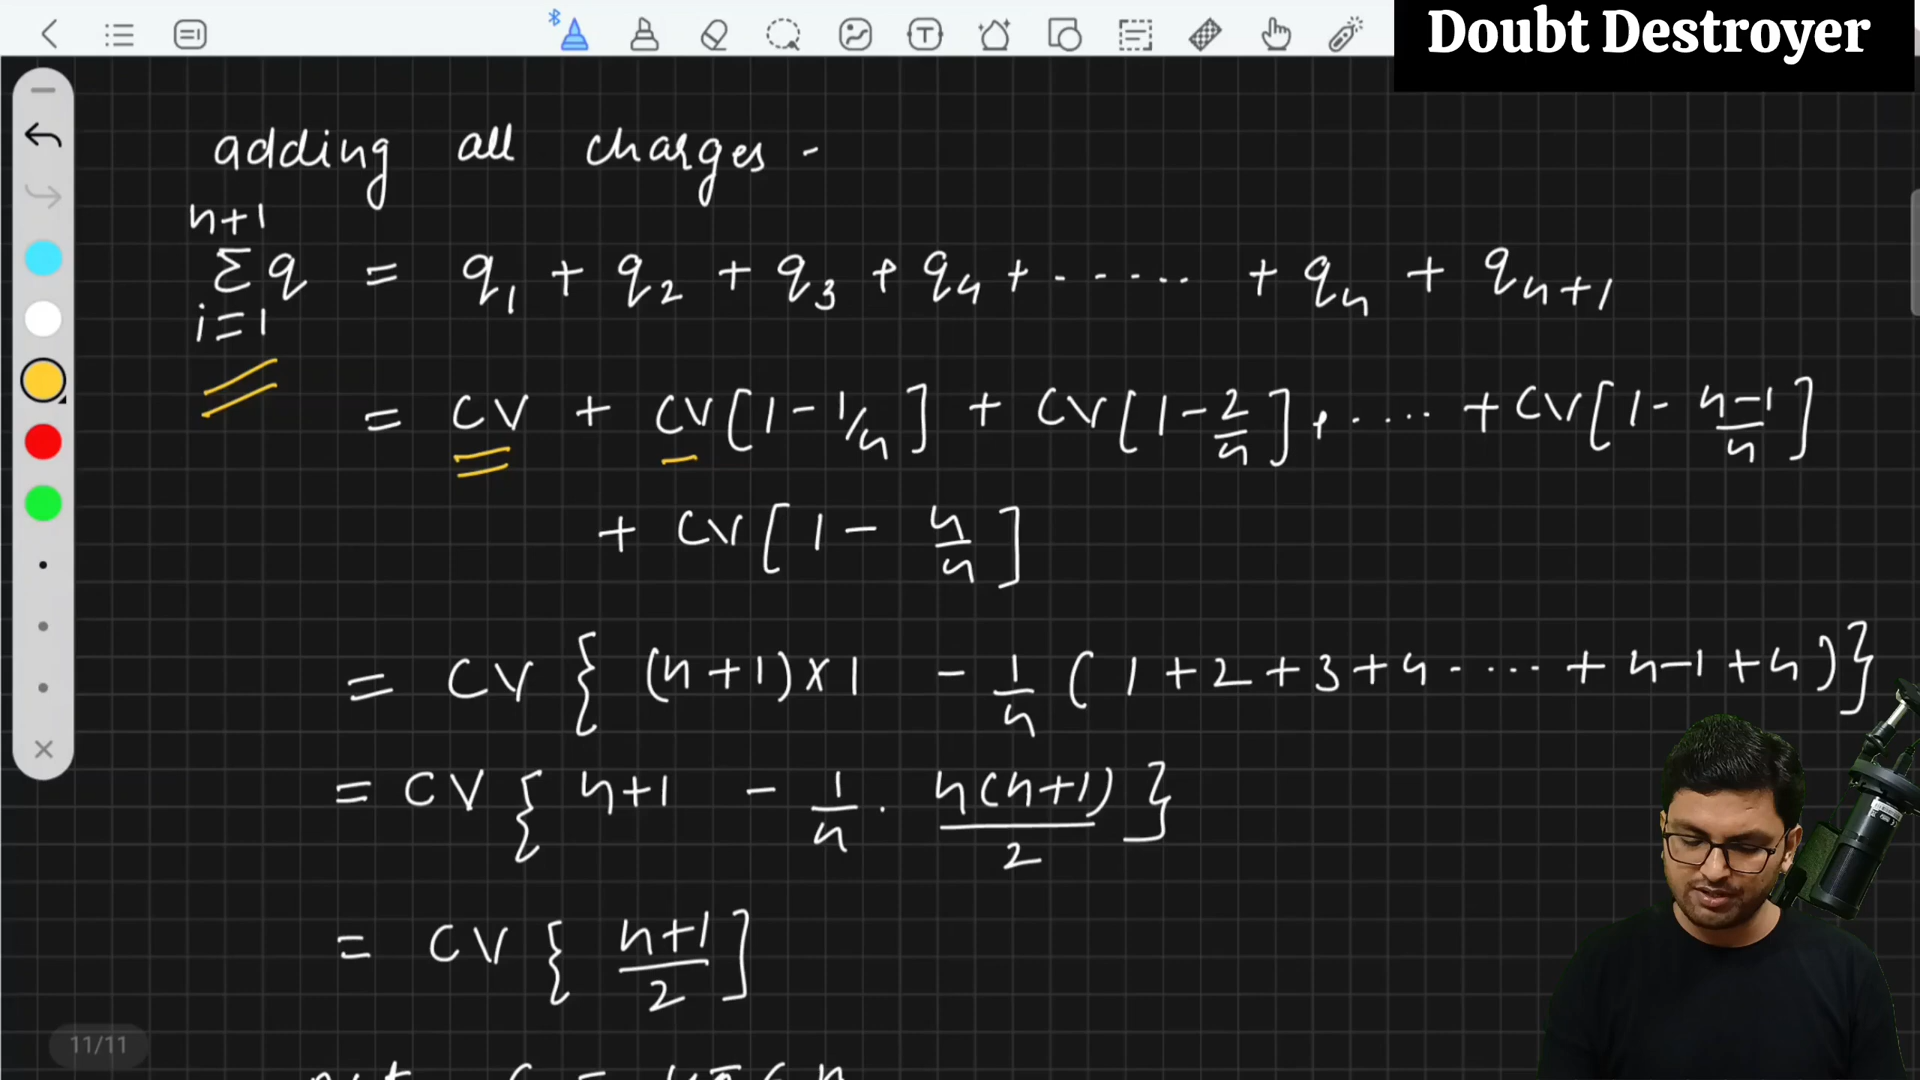 Doubt Destroyer
adding all charges -
n+1
Σ q = q₁ + q₂ + q₃ + q₄ + ..... + qₙ + qₙ₊₁
i=1
= CV + CV[1 - 1/n] + CV[1 - 2/n] + .... + CV[1 - (n-1)/n]
+ CV[1 - n/n]
= CV { (n+1)×1 - 1/n (1+2+3+4 ..... + n-1+n)}
= CV { n+1 - 1/n . n(n+1)/2 }
= CV { (n+1)/2 ]
11/11